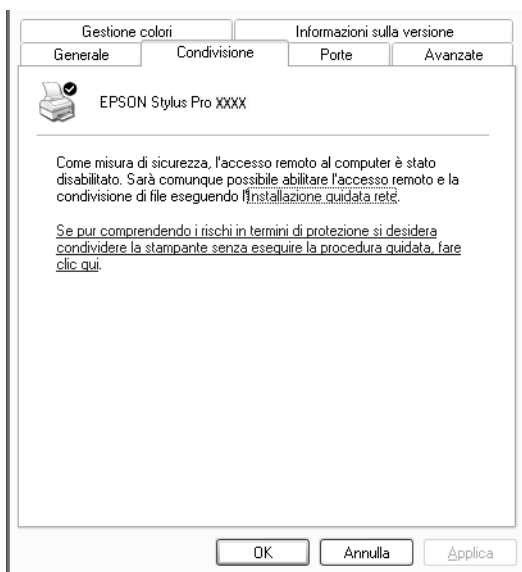 Gestione colori Informazioni sulla versione
Generale Condivisione Porte Avanzate
EPSON Stylus Pro XXXX
Come misura di sicurezza, l'accesso remoto al computer è stato
disabilitato. Sarà comunque possibile abilitare l'accesso remoto e la
condivisione di file eseguendo l'Installazione guidata rete.
Se pur comprendendo i rischi in termini di protezione si desidera
condividere la stampante senza eseguire la procedura guidata, fare
clic qui.
OK Annulla Applica